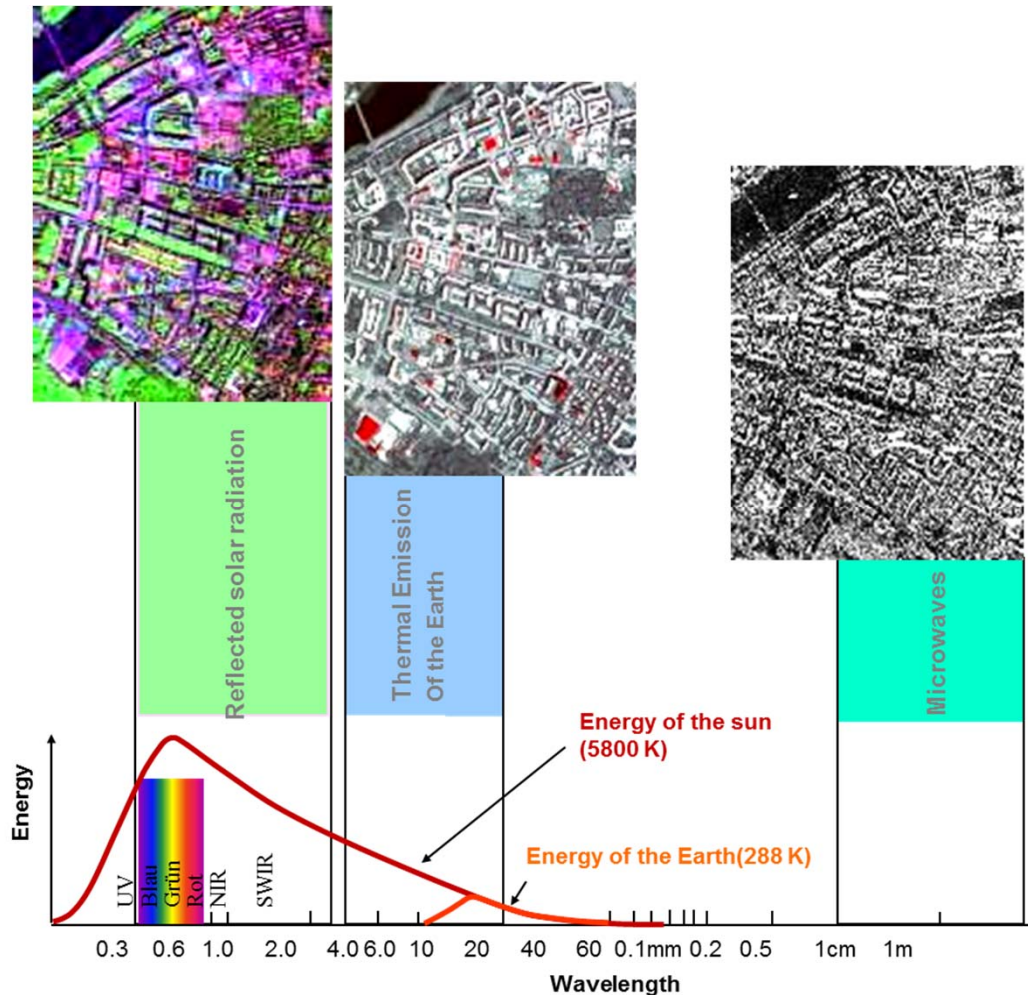 Reflected solar radiation
Thermal Emission
Of the Earth
Microwaves
Energy of the sun
(5800 K)
Energy of the Earth(288 K)
Energy
UV
Blau
Grün
Rot
NIR
SWIR
0.3 0.6 1.0 2.0 4.0 6.0 10 20 40 60 0.1mm 0.2 0.5 1cm 1m
Wavelength